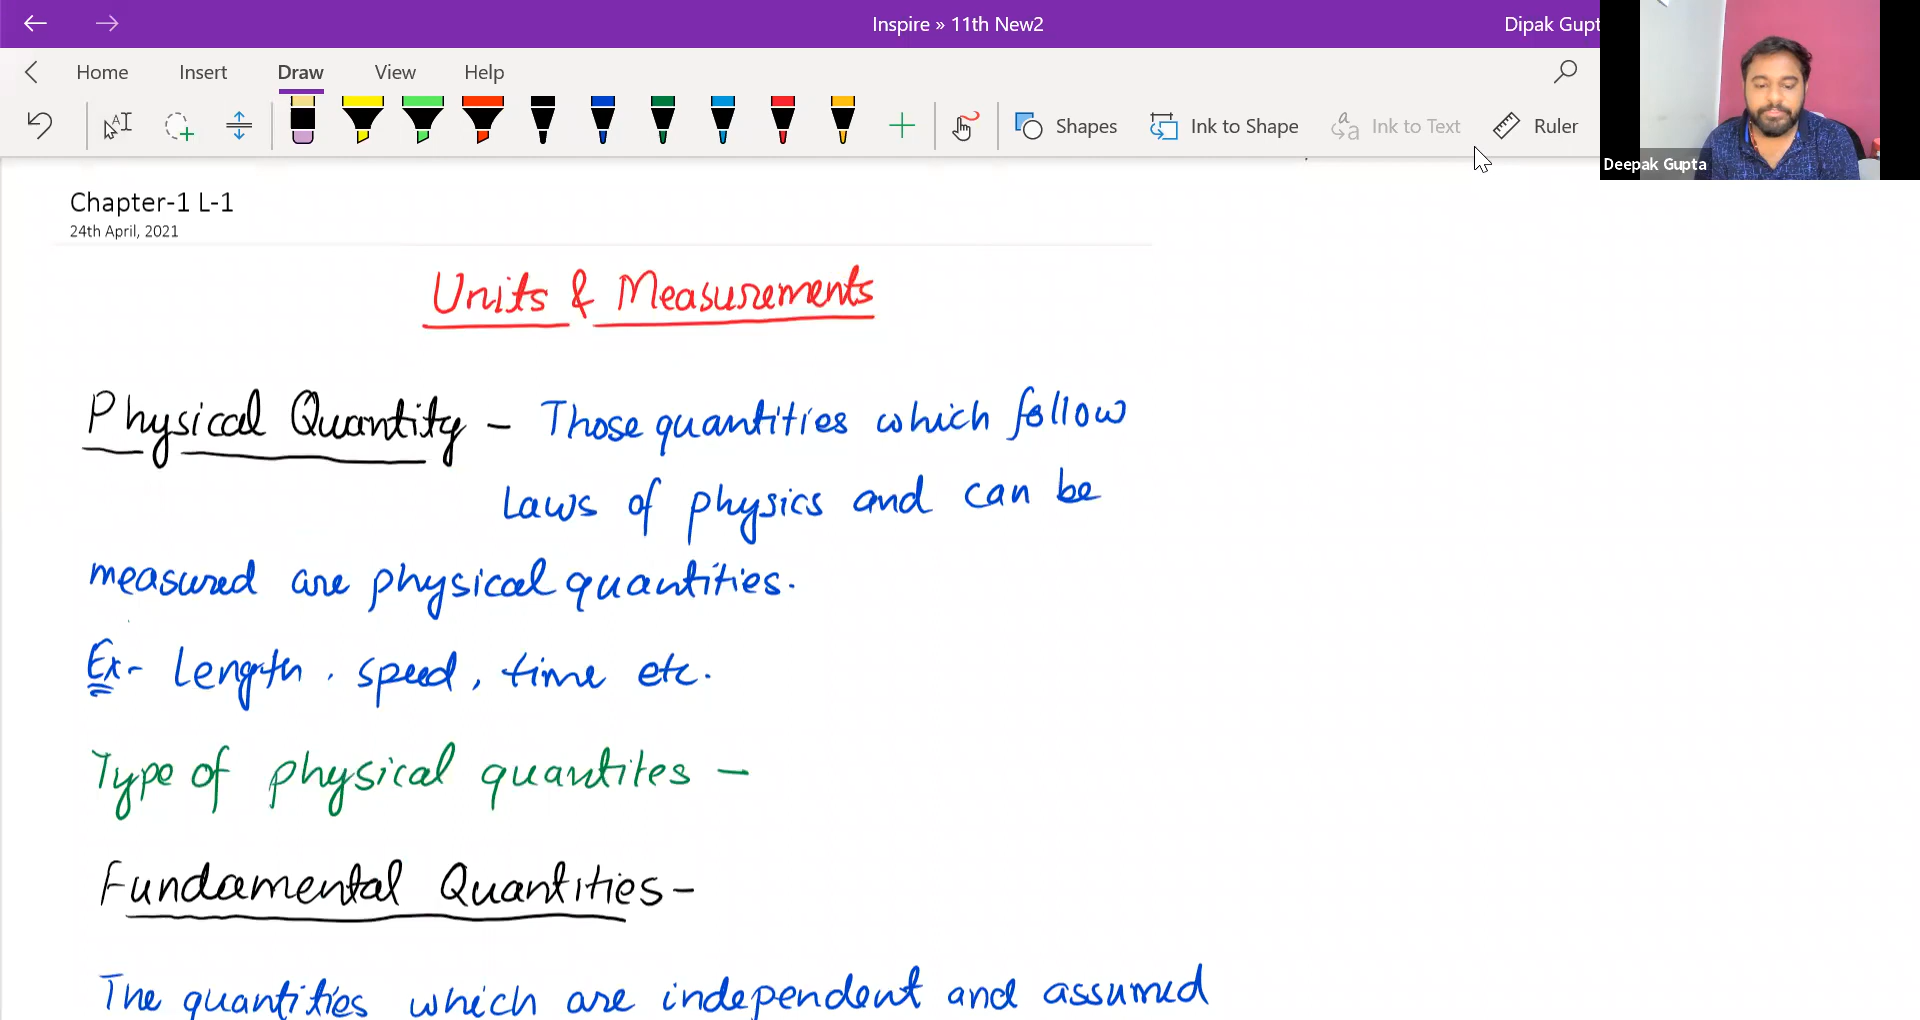 Inspire » 11th New2
Dipak Gupt
Home Insert Draw View Help
Shapes Ink to Shape Ink to Text Ruler
Deepak Gupta
Chapter-1 L-1
24th April, 2021
Units & Measurements
Physical Quantity - Those quantities which follow
Laws of physics and can be
measured are physical quantities.
Ex- Length, speed, time etc.
Type of physical quantites -
Fundamental Quantities-
The quantities which are independent and assumed